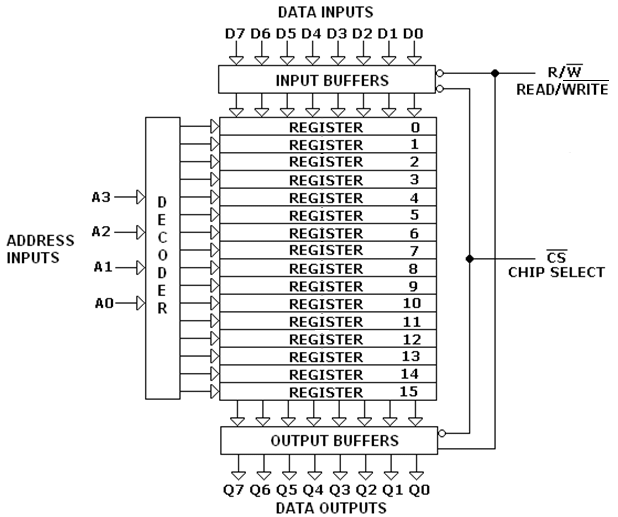 DATA INPUTS
D7 D6 D5 D4 D3 D2 D1 D0
INPUT BUFFERS
R/W
READ/WRITE
REGISTER 0
REGISTER 1
REGISTER 2
REGISTER 3
REGISTER 4
REGISTER 5
REGISTER 6
REGISTER 7
REGISTER 8
REGISTER 9
REGISTER 10
REGISTER 11
REGISTER 12
REGISTER 13
REGISTER 14
REGISTER 15
A3
A2
A1
A0
ADDRESS
INPUTS
DECODER
CS
CHIP SELECT
OUTPUT BUFFERS
Q7 Q6 Q5 Q4 Q3 Q2 Q1 Q0
DATA OUTPUTS